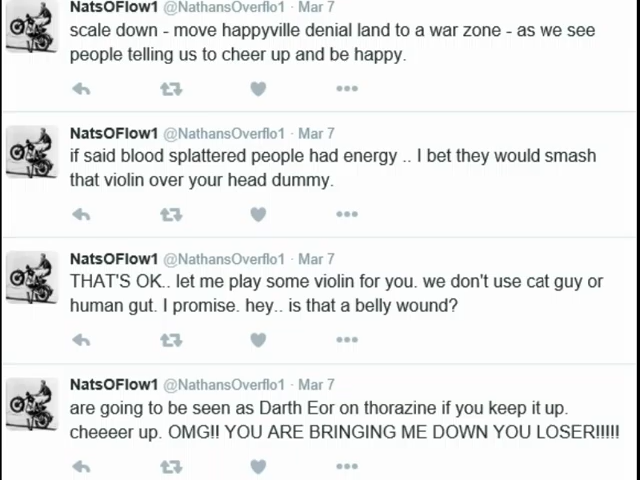 NatsOFlow1 @NathansOverflo1 · Mar 7
scale down - move happyville denial land to a war zone - as we see
people telling us to cheer up and be happy.
NatsOFlow1 @NathansOverflo1 · Mar 7
if said blood splattered people had energy .. I bet they would smash
that violin over your head dummy.
NatsOFlow1 @NathansOverflo1 · Mar 7
THAT'S OK.. let me play some violin for you. we don't use cat guy or
human gut. I promise. hey.. is that a belly wound?
NatsOFlow1 @NathansOverflo1 · Mar 7
are going to be seen as Darth Eor on thorazine if you keep it up.
cheeeer up. OMG!! YOU ARE BRINGING ME DOWN YOU LOSER!!!!!